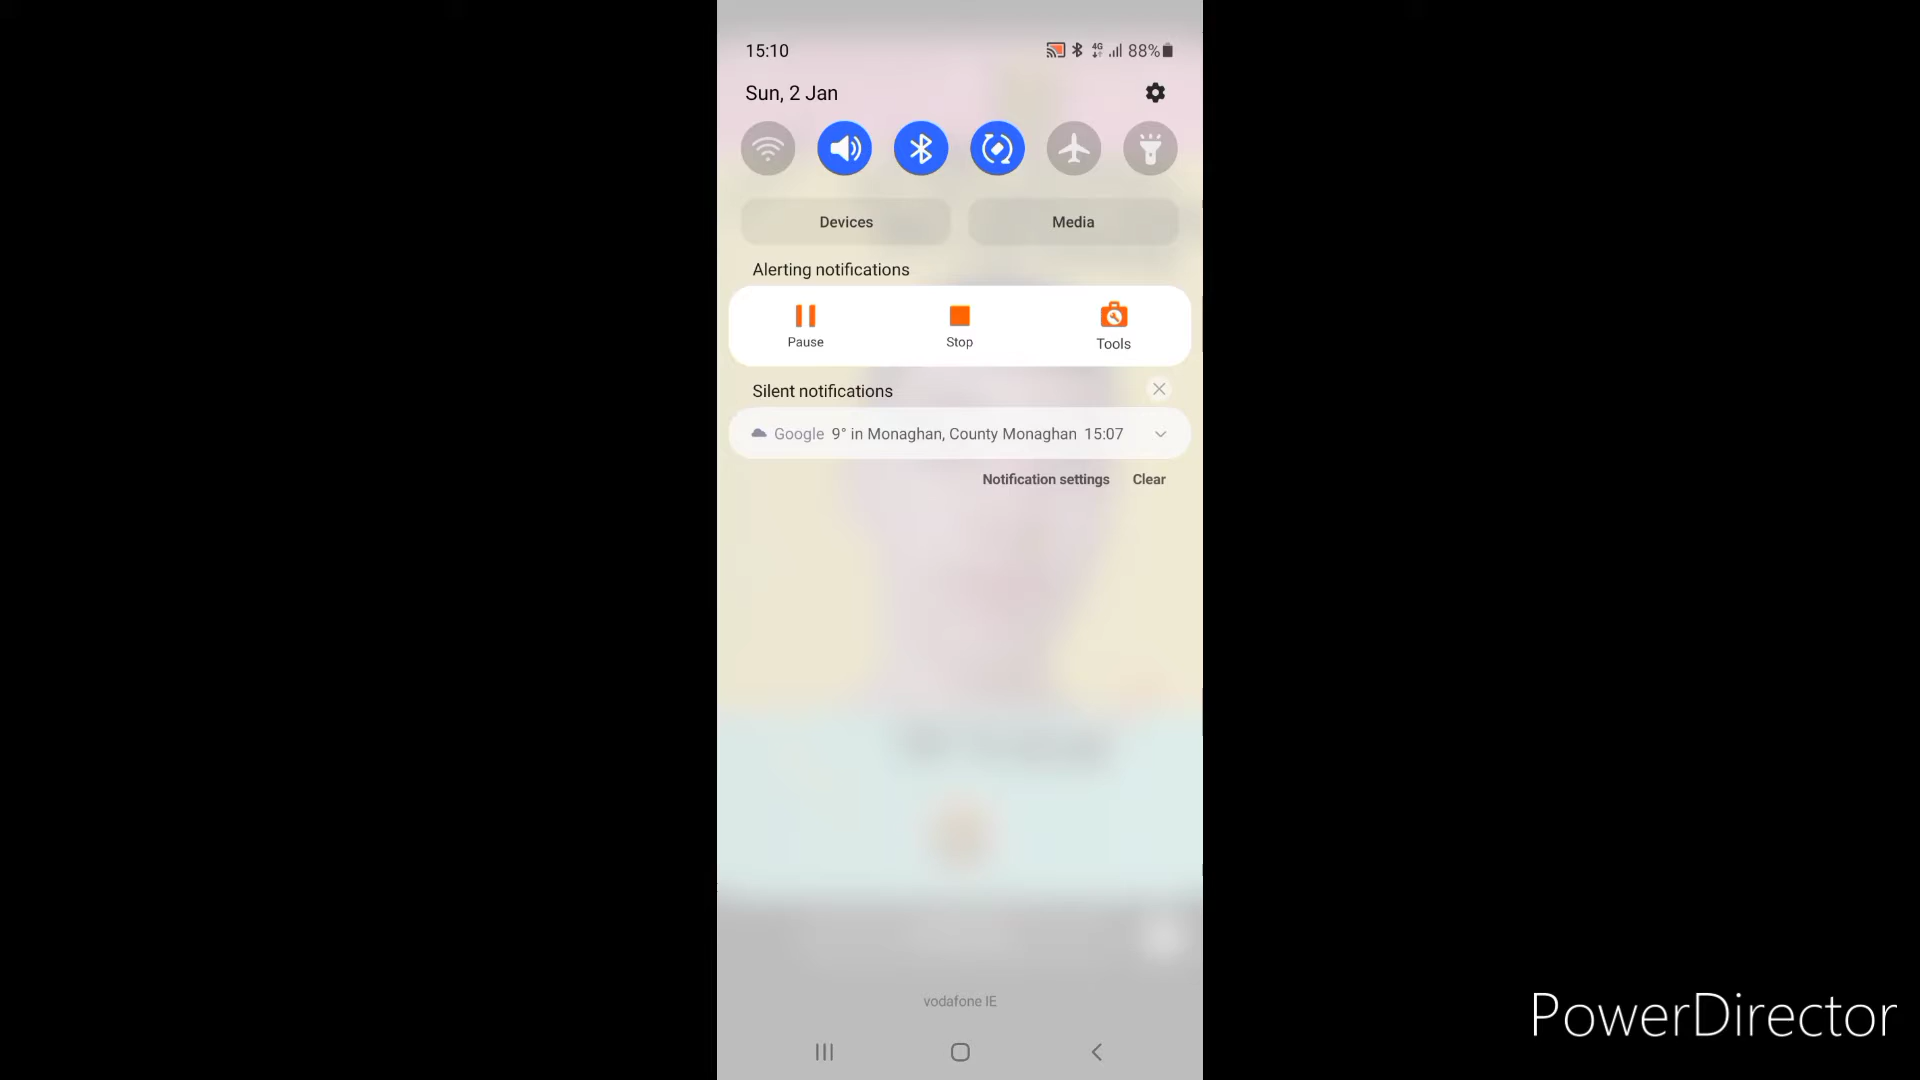 15:10
4G 88%
Sun, 2 Jan
Devices Media
Alerting notifications
Pause Stop Tools
Silent notifications
Google 9° in Monaghan, County Monaghan 15:07
Notification settings Clear
vodafone IE
PowerDirector